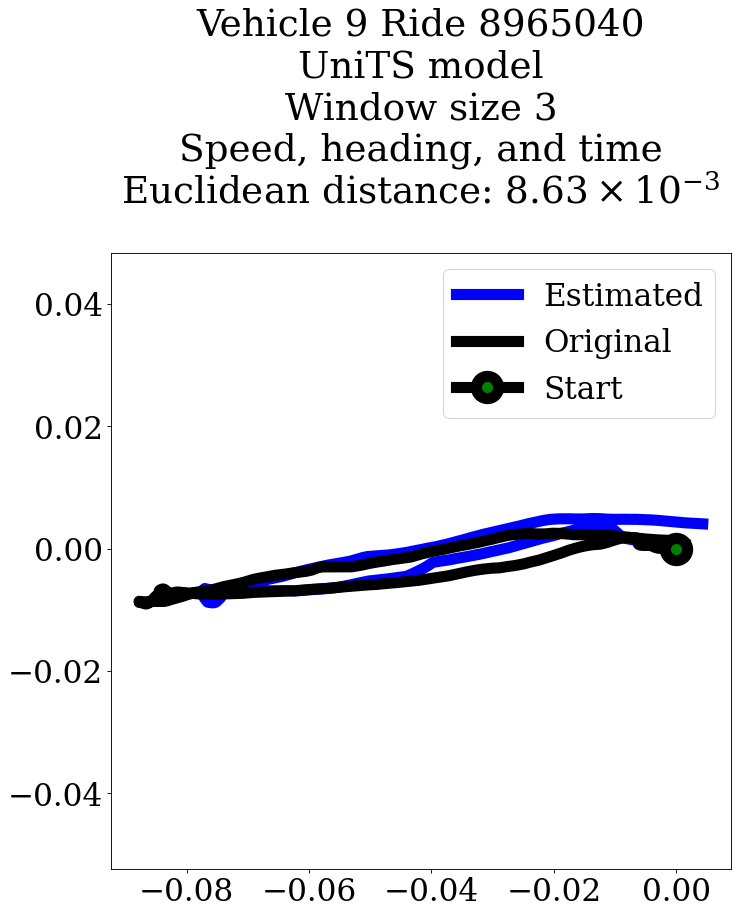 Vehicle 9 Ride 8965040
UniTS model
Window size 3
Speed, heading, and time
Euclidean distance: 8.63 × 10⁻³
Estimated
Original
Start
0.04
0.02
0.00
−0.02
−0.04
−0.08 −0.06 −0.04 −0.02 0.00